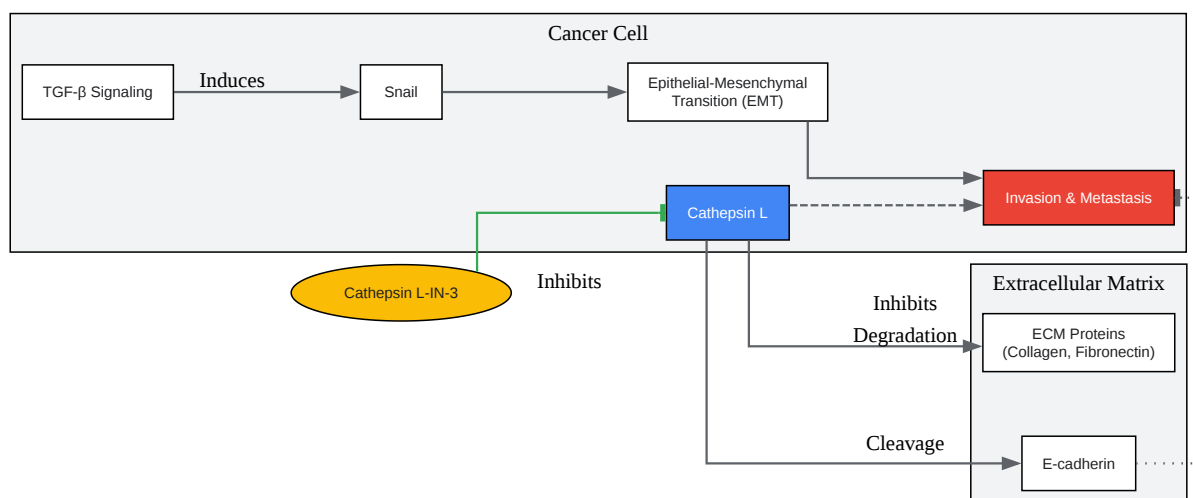 Cancer Cell
TGF-β Signaling
Induces
Snail
Epithelial-Mesenchymal
Transition (EMT)
Cathepsin L
Invasion & Metastasis
Cathepsin L-IN-3
Inhibits
Extracellular Matrix
Inhibits
Degradation
ECM Proteins
(Collagen, Fibronectin)
Cleavage
E-cadherin